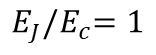 E_J/E_c = 1